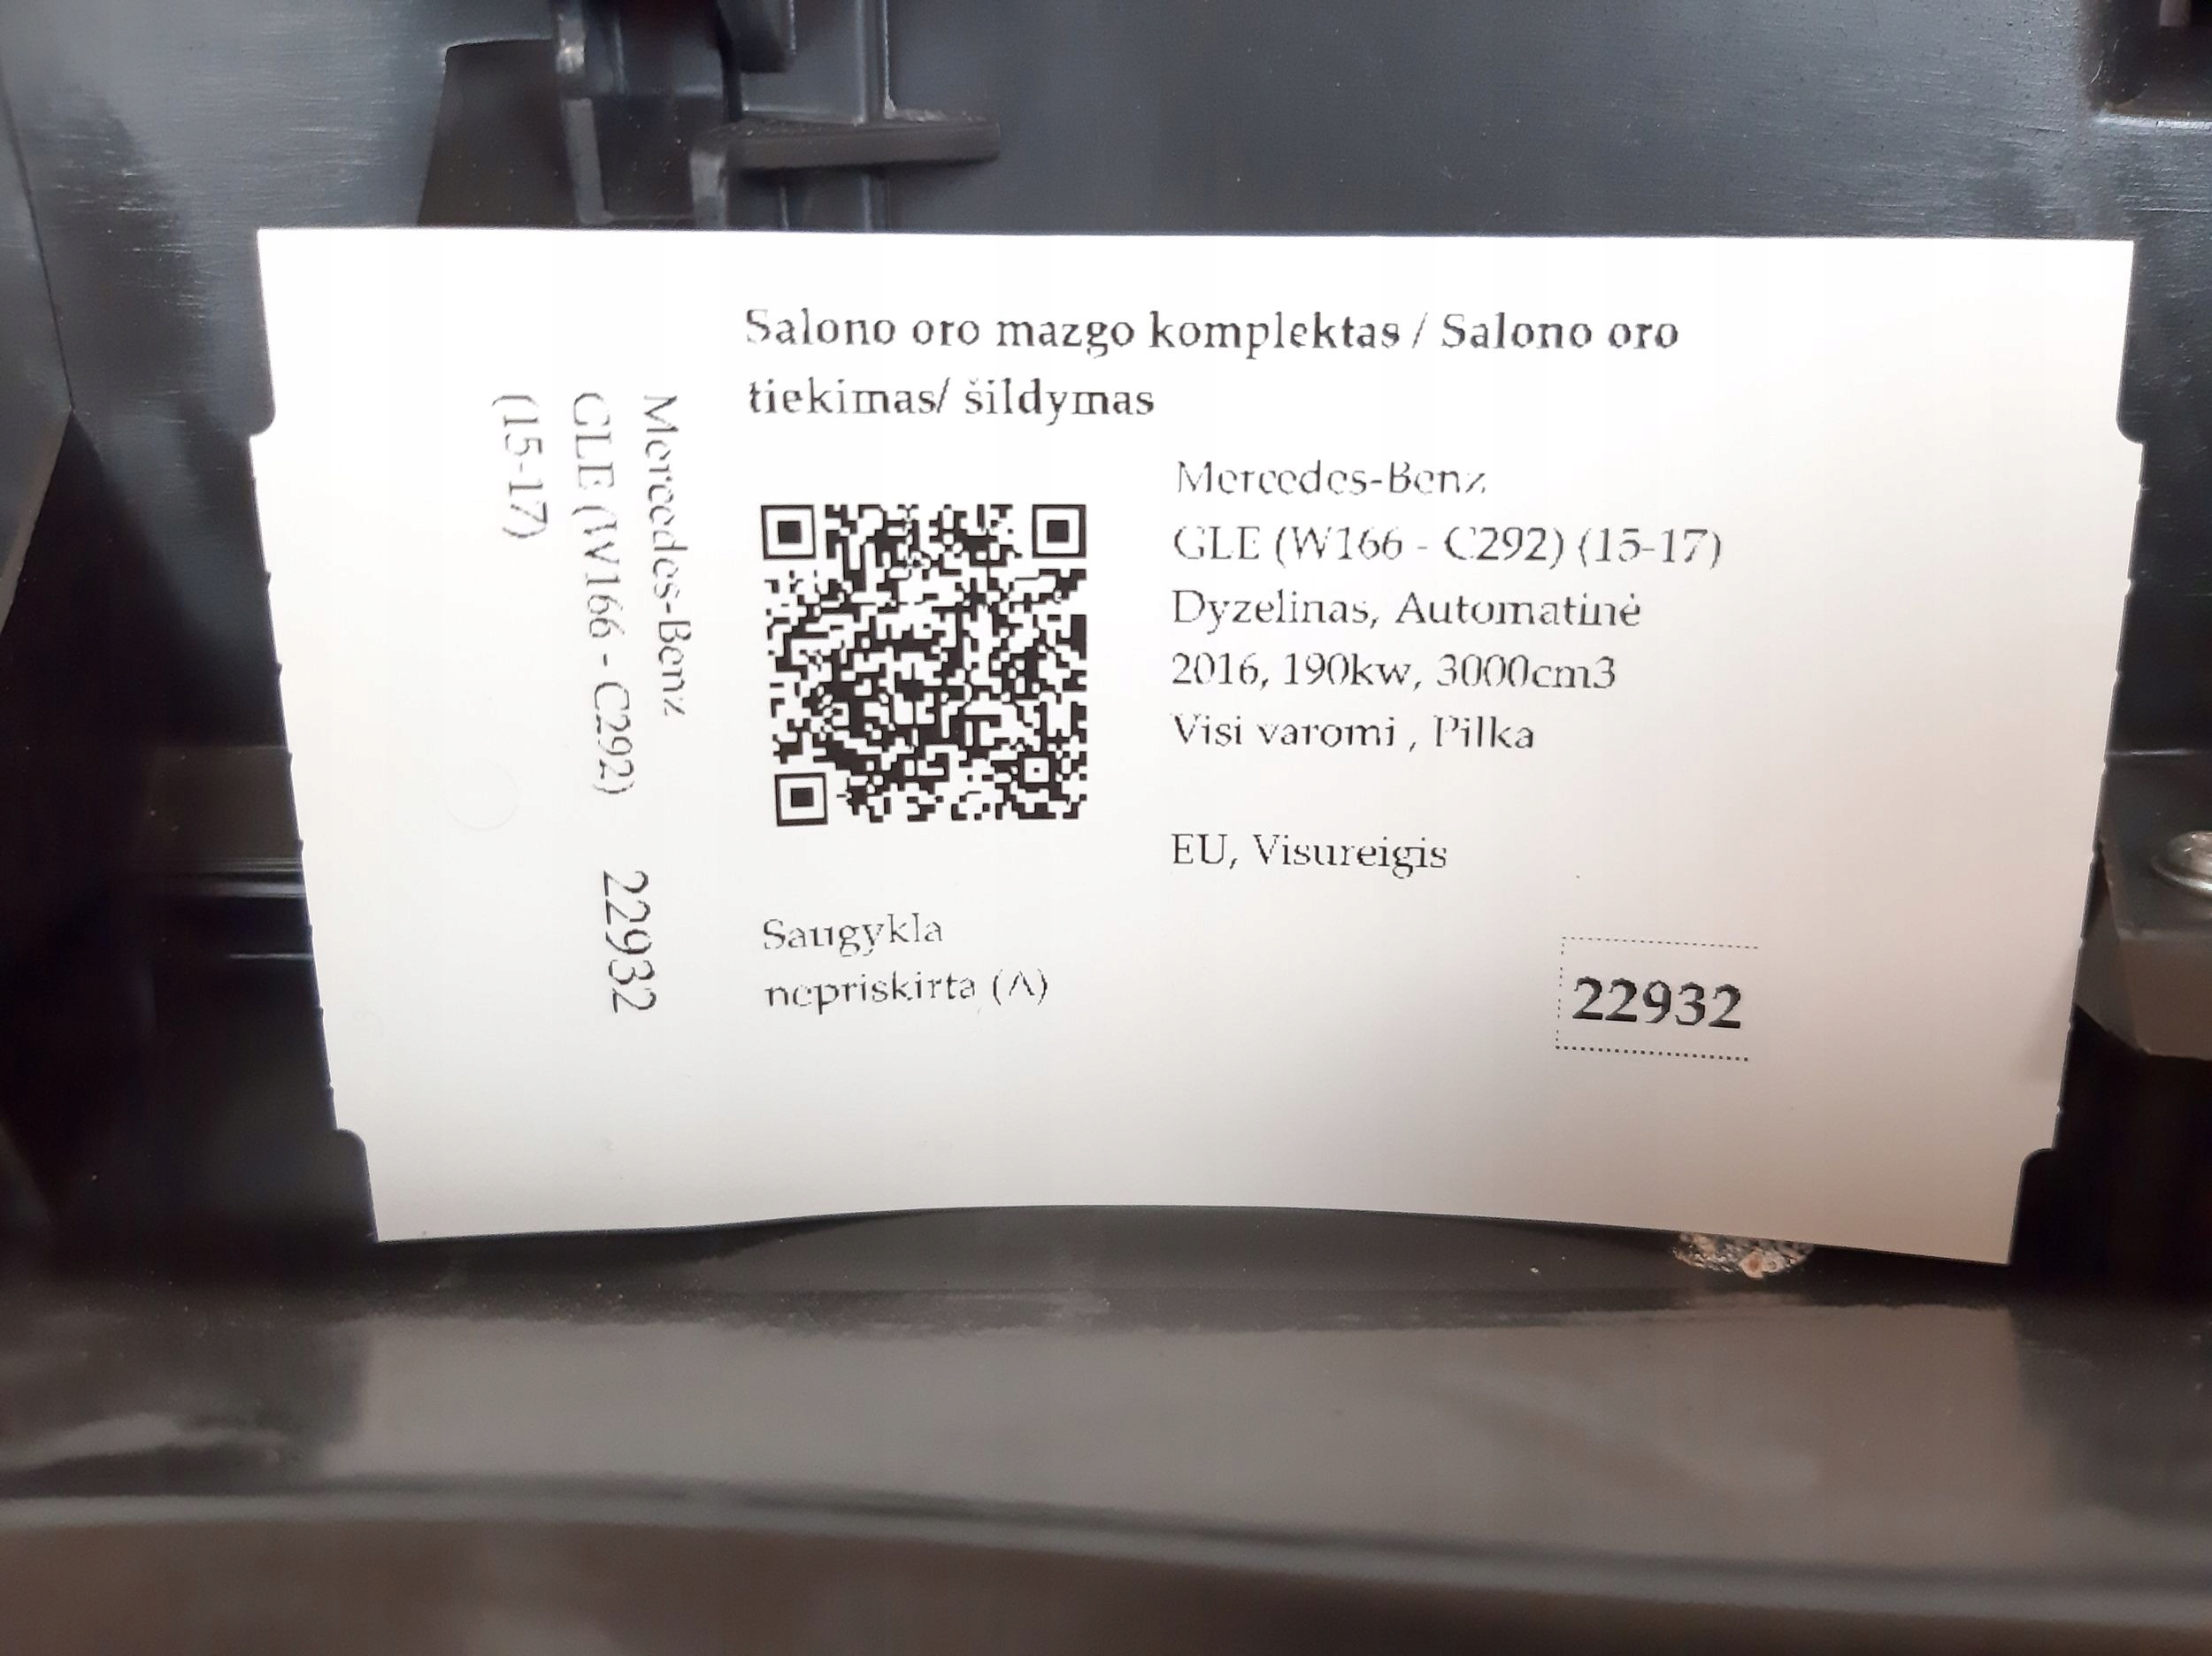 Salono oro mazgo komplektas / Salono oro
tiekimas/ šildymas
Mercedes-Benz
GLE (W166 - C292) (15-17)
Dyzelinas, Automatinė
2016, 190kw, 3000cm3
Visi varomi , Pilka
EU, Visureigis
Saugykla
nepriskirta (A)
22932
Mercedes-Benz
GLE (W166 - C292)
(15-17)
22932